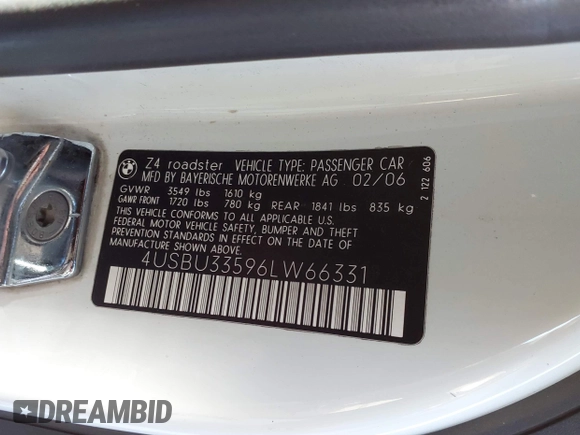 BMW
Z4 roadster VEHICLE TYPE: PASSENGER CAR
MFD BY BAYERISCHE MOTORENWERKE AG 02/06
GVWR 3549 lbs 1610 kg
GAWR FRONT 1720 lbs 780 kg REAR 1841 lbs 835 kg
THIS VEHICLE CONFORMS TO ALL APPLICABLE U.S.
FEDERAL MOTOR VEHICLE SAFETY, BUMPER AND THEFT
PREVENTION STANDARDS IN EFFECT ON THE DATE OF
MANUFACTURE SHOWN ABOVE.
4USBU33596LW66331
2 122 606
DREAMBID